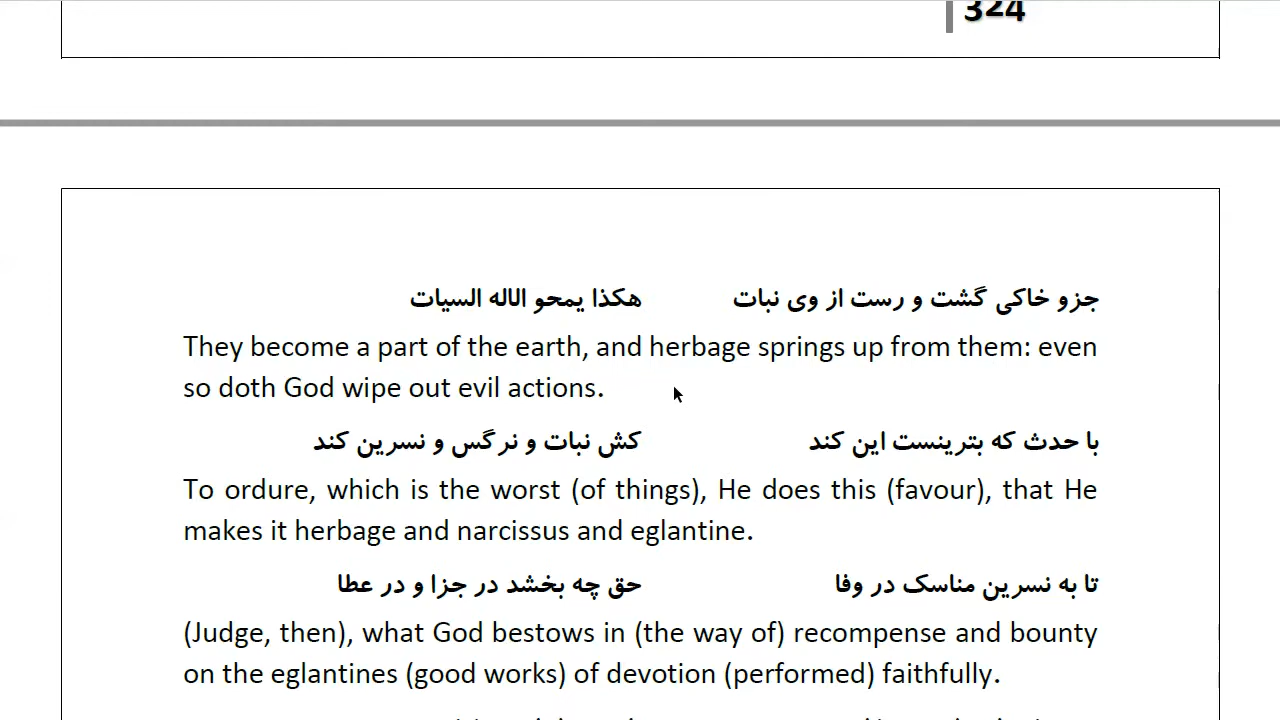 324
جزو خاکی گشت و رست از وی نبات هکذا یمحو الاله السیات
They become a part of the earth, and herbage springs up from them: even
so doth God wipe out evil actions.
با حدث که بترینست این کند کش نبات و نرگس و نسرین کند
To ordure, which is the worst (of things), He does this (favour), that He
makes it herbage and narcissus and eglantine.
تا به نسرین مناسک در وفا حق چه بخشد در جزا و در عطا
(Judge, then), what God bestows in (the way of) recompense and bounty
on the eglantines (good works) of devotion (performed) faithfully.